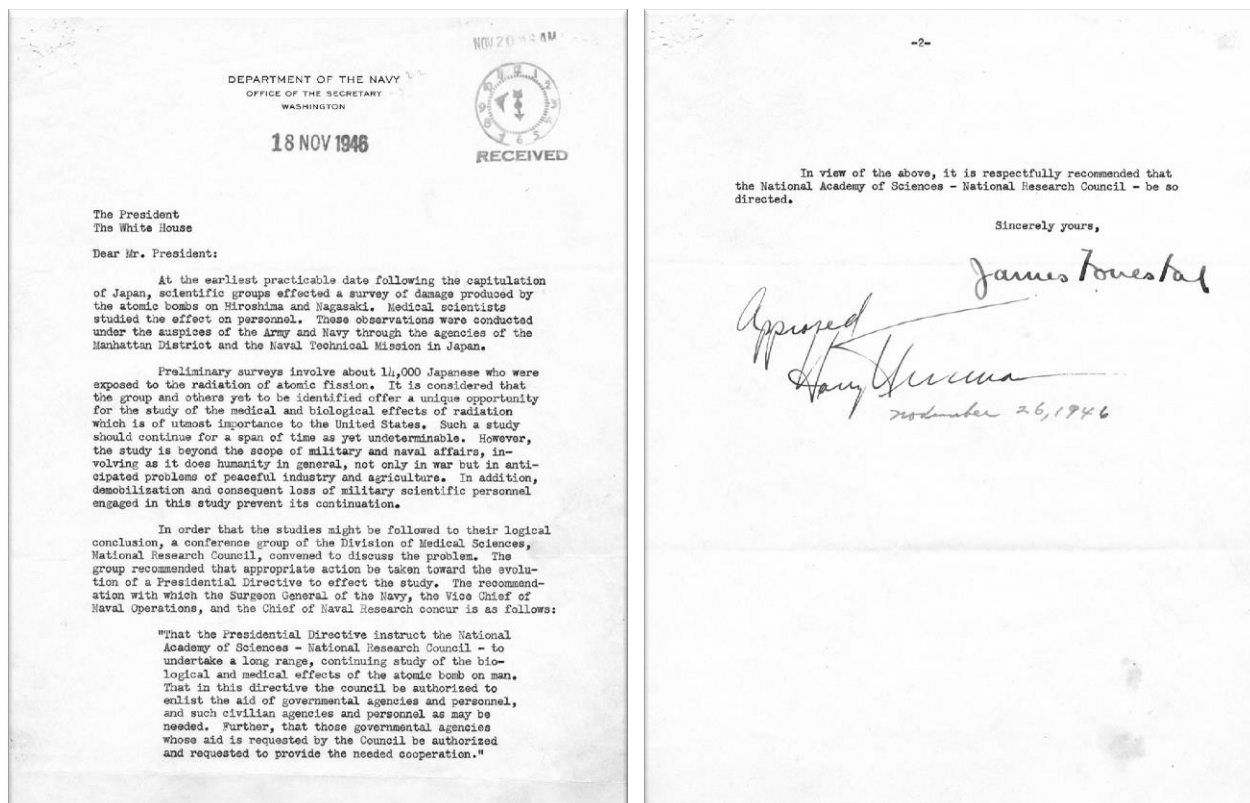 NOV 20
DEPARTMENT OF THE NAVY
OFFICE OF THE SECRETARY
WASHINGTON
18 NOV 1946
RECEIVED
The President
The White House
Dear Mr. President:
At the earliest practicable date following the capitulation
of Japan, scientific groups effected a survey of damage produced by
the atomic bombs on Hiroshima and Nagasaki. Medical scientists
studied the effect on personnel. These observations were conducted
under the auspices of the Army and Navy through the agencies of the
Manhattan District and the Naval Technical Mission in Japan.
Preliminary surveys involve about 14,000 Japanese who were
exposed to the radiation of atomic fission. It is considered that
the group and others yet to be identified offer a unique opportunity
for the study of the medical and biological effects of radiation
which is of utmost importance to the United States. Such a study
should continue for a span of time as yet undeterminable. However,
the study is beyond the scope of military and naval affairs, in-
volving as it does humanity in general, not only in war but in anti-
cipated problems of peaceful industry and agriculture. In addition,
demobilization and consequent loss of military scientific personnel
engaged in this study prevent its continuation.
In order that the studies might be followed to their logical
conclusion, a conference group of the Division of Medical Sciences,
National Research Council, convened to discuss the problem. The
group recommended that appropriate action be taken toward the evolu-
tion of a Presidential Directive to effect the study. The recommend-
ation with which the Surgeon General of the Navy, the Vice Chief of
Naval Operations, and the Chief of Naval Research concur is as follows:
"That the Presidential Directive instruct the National
Academy of Sciences - National Research Council - to
undertake a long range, continuing study of the bio-
logical and medical effects of the atomic bomb on man.
That in this directive the council be authorized to
enlist the aid of governmental agencies and personnel,
and such civilian agencies and personnel as may be
needed. Further, that those governmental agencies
whose aid is requested by the Council be authorized
and requested to provide the needed cooperation."
-2-
In view of the above, it is respectfully recommended that
the National Academy of Sciences - National Research Council - be so
directed.
Sincerely yours,
James Forrestal
Approved
Harry Truman
November 26, 1946